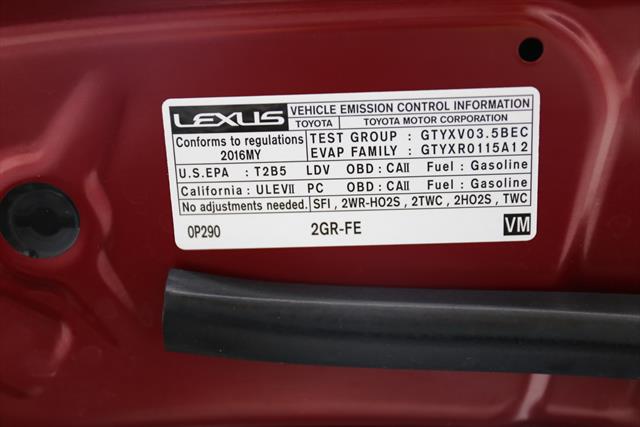 LEXUS VEHICLE EMISSION CONTROL INFORMATION
TOYOTA TOYOTA MOTOR CORPORATION
Conforms to regulations TEST GROUP : GTYXV03.5BEC
2016MY EVAP FAMILY : GTYXR0115A12
U.S.EPA : T2B5 LDV OBD : CAII Fuel : Gasoline
California : ULEVII PC OBD : CAII Fuel : Gasoline
No adjustments needed. SFI , 2WR-HO2S , 2TWC , 2HO2S , TWC
0P290 2GR-FE VM